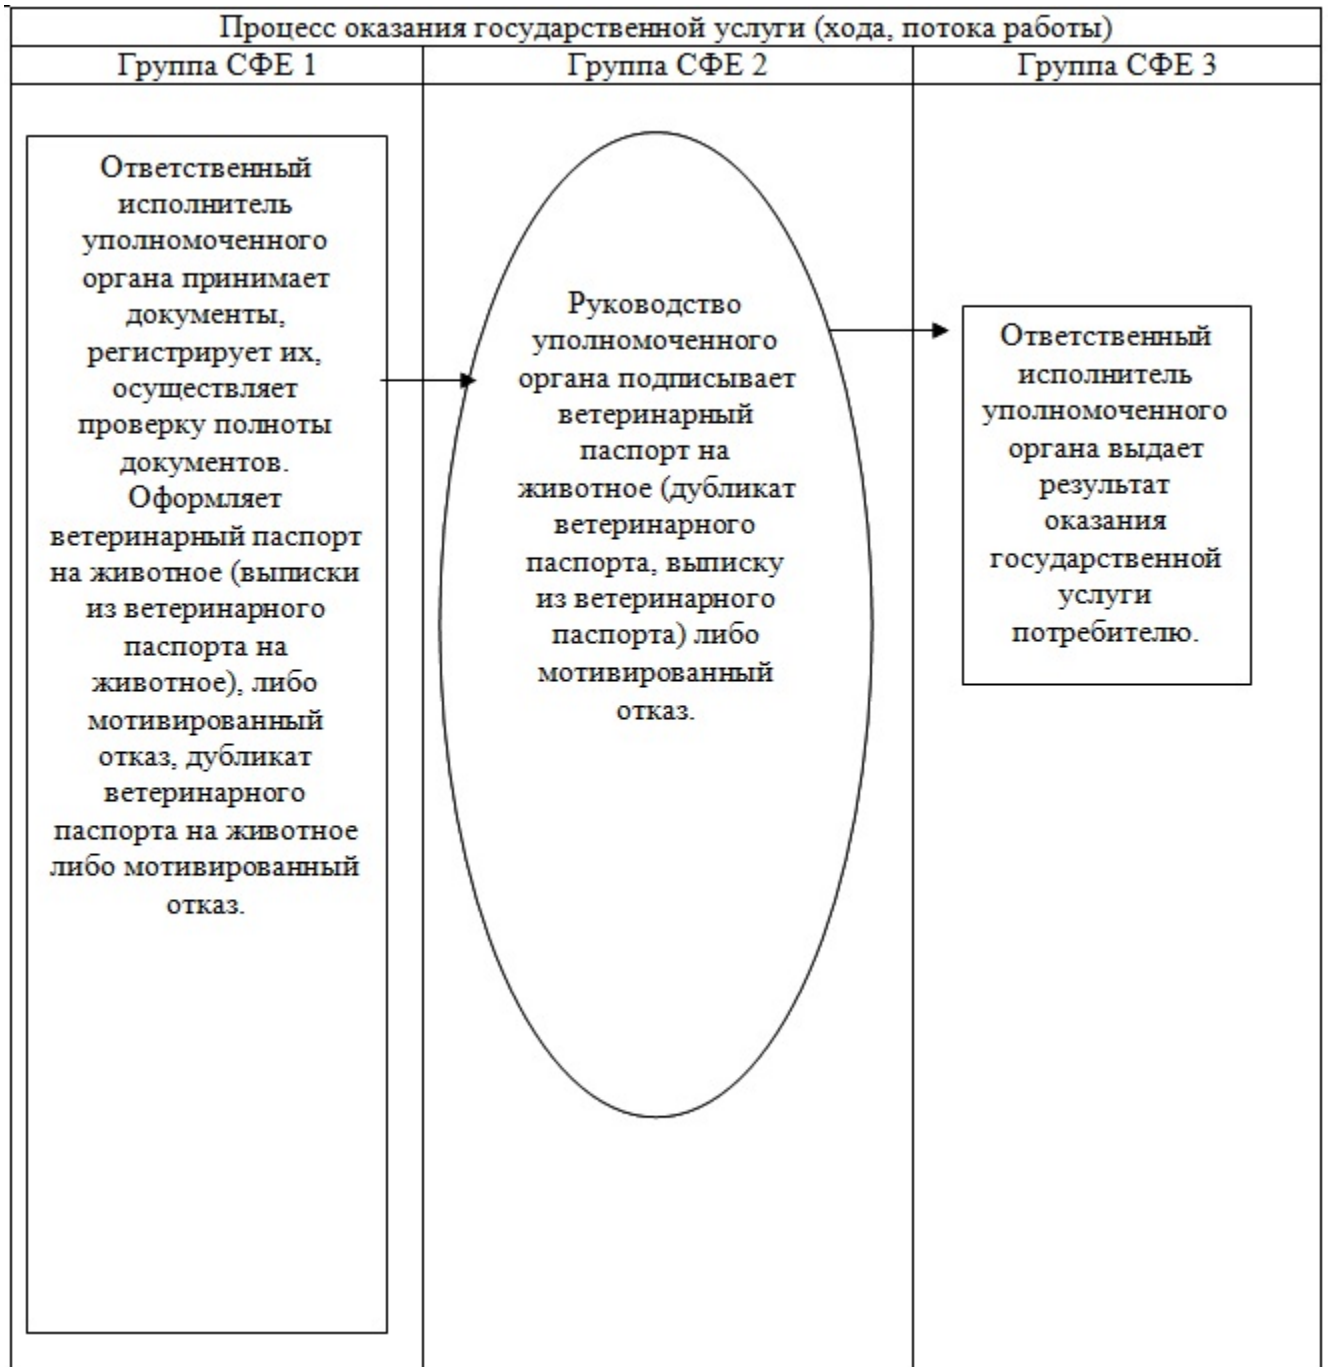 Процесс оказания государственной услуги (хода, потока работы)
Группа СФЕ 1
Группа СФЕ 2
Группа СФЕ 3
Ответственный
исполнитель
уполномоченного
органа принимает
документы,
регистрирует их,
осуществляет
проверку полноты
документов.
Оформляет
ветеринарный паспорт
на животное (выписки
из ветеринарного
паспорта на
животное), либо
мотивированный
отказ, дубликат
ветеринарного
паспорта на животное
либо мотивированный
отказ.
Руководство
уполномоченного
органа подписывает
ветеринарный
паспорт на
животное (дубликат
ветеринарного
паспорта, выписку
из ветеринарного
паспорта) либо
мотивированный
отказ.
Ответственный
исполнитель
уполномоченного
органа выдает
результат
оказания
государственной
услуги
потребителю.